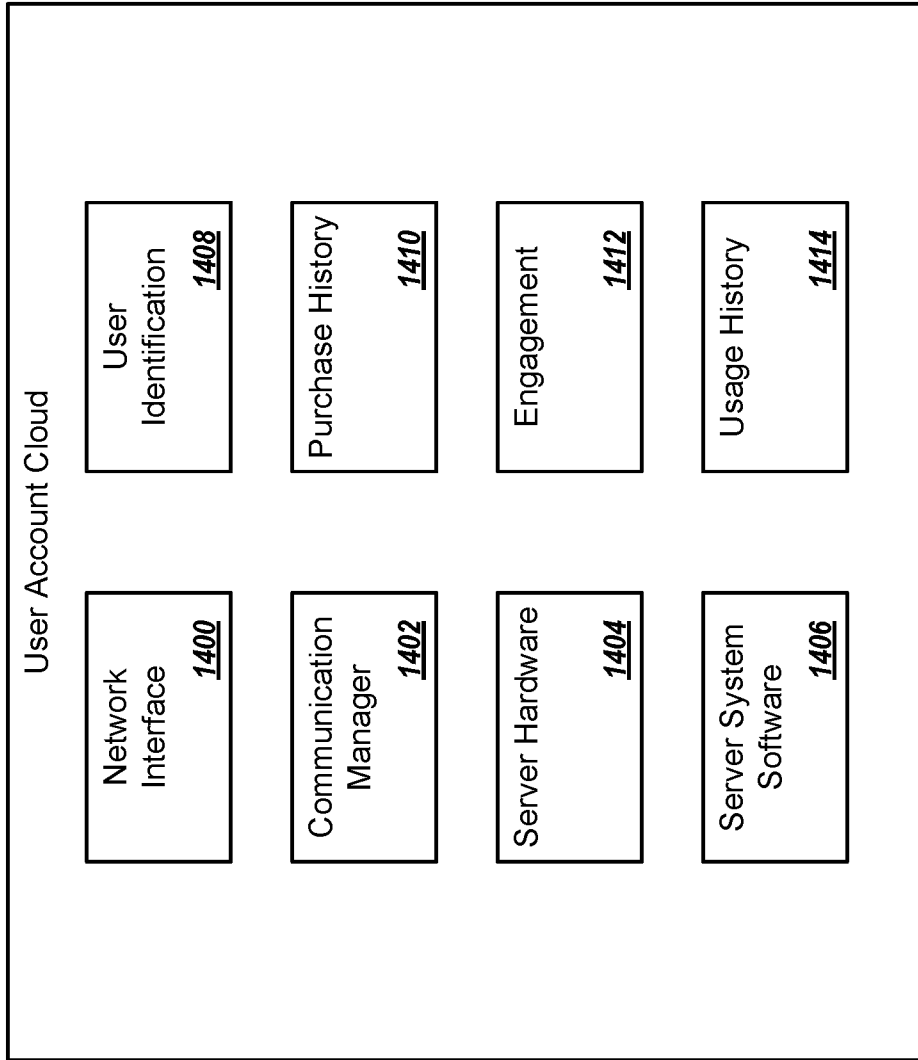 User Account Cloud
Network
Interface
1400
Communication
Manager
1402
Server Hardware
1404
Server System
Software
1406
User
Identification
1408
Purchase History
1410
Engagement
1412
Usage History
1414